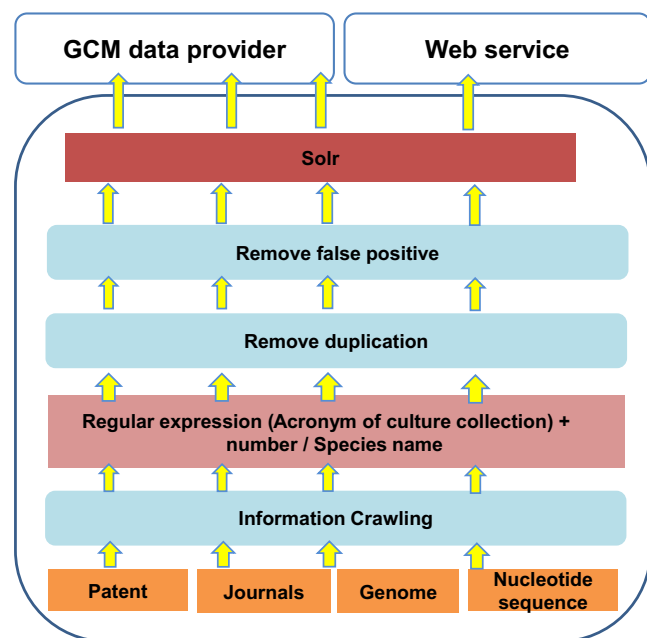 GCM data provider
Web service
Solr
Remove false positive
Remove duplication
Regular expression (Acronym of culture collection) +
number / Species name
Information Crawling
Patent
Journals
Genome
Nucleotide
sequence